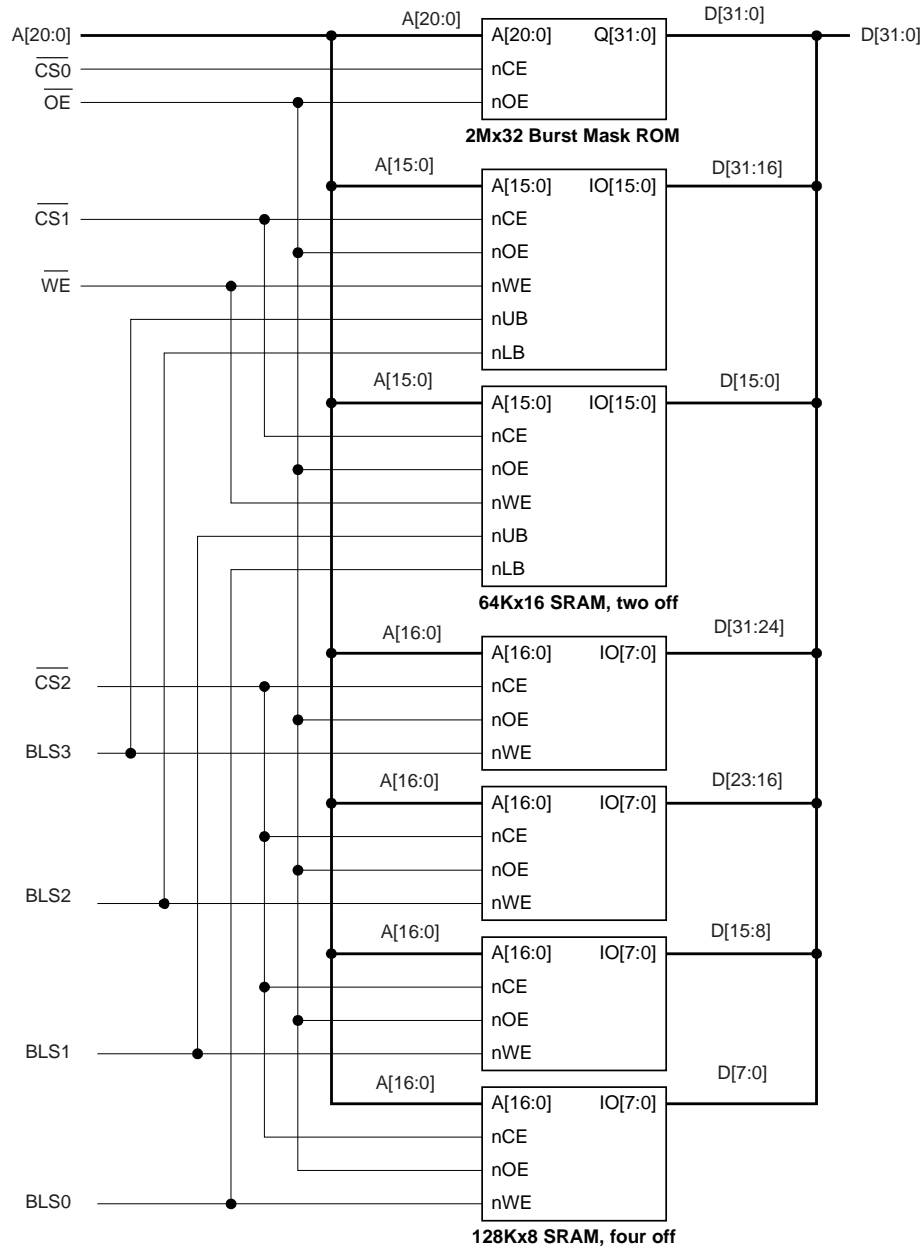 A[20:0] A[20:0] A[20:0] Q[31:0] D[31:0] D[31:0]
CS0 nCE
OE nOE
2Mx32 Burst Mask ROM
A[15:0] A[15:0] IO[15:0] D[31:16]
CS1 nCE
nOE
WE nWE
nUB
nLB
A[15:0] A[15:0] IO[15:0] D[15:0]
nCE
nOE
nWE
nUB
nLB
64Kx16 SRAM, two off
A[16:0] A[16:0] IO[7:0] D[31:24]
CS2 nCE
nOE
BLS3 nWE
A[16:0] A[16:0] IO[7:0] D[23:16]
nCE
nOE
BLS2 nWE
A[16:0] A[16:0] IO[7:0] D[15:8]
nCE
nOE
BLS1 nWE
A[16:0] A[16:0] IO[7:0] D[7:0]
nCE
nOE
BLS0 nWE
128Kx8 SRAM, four off